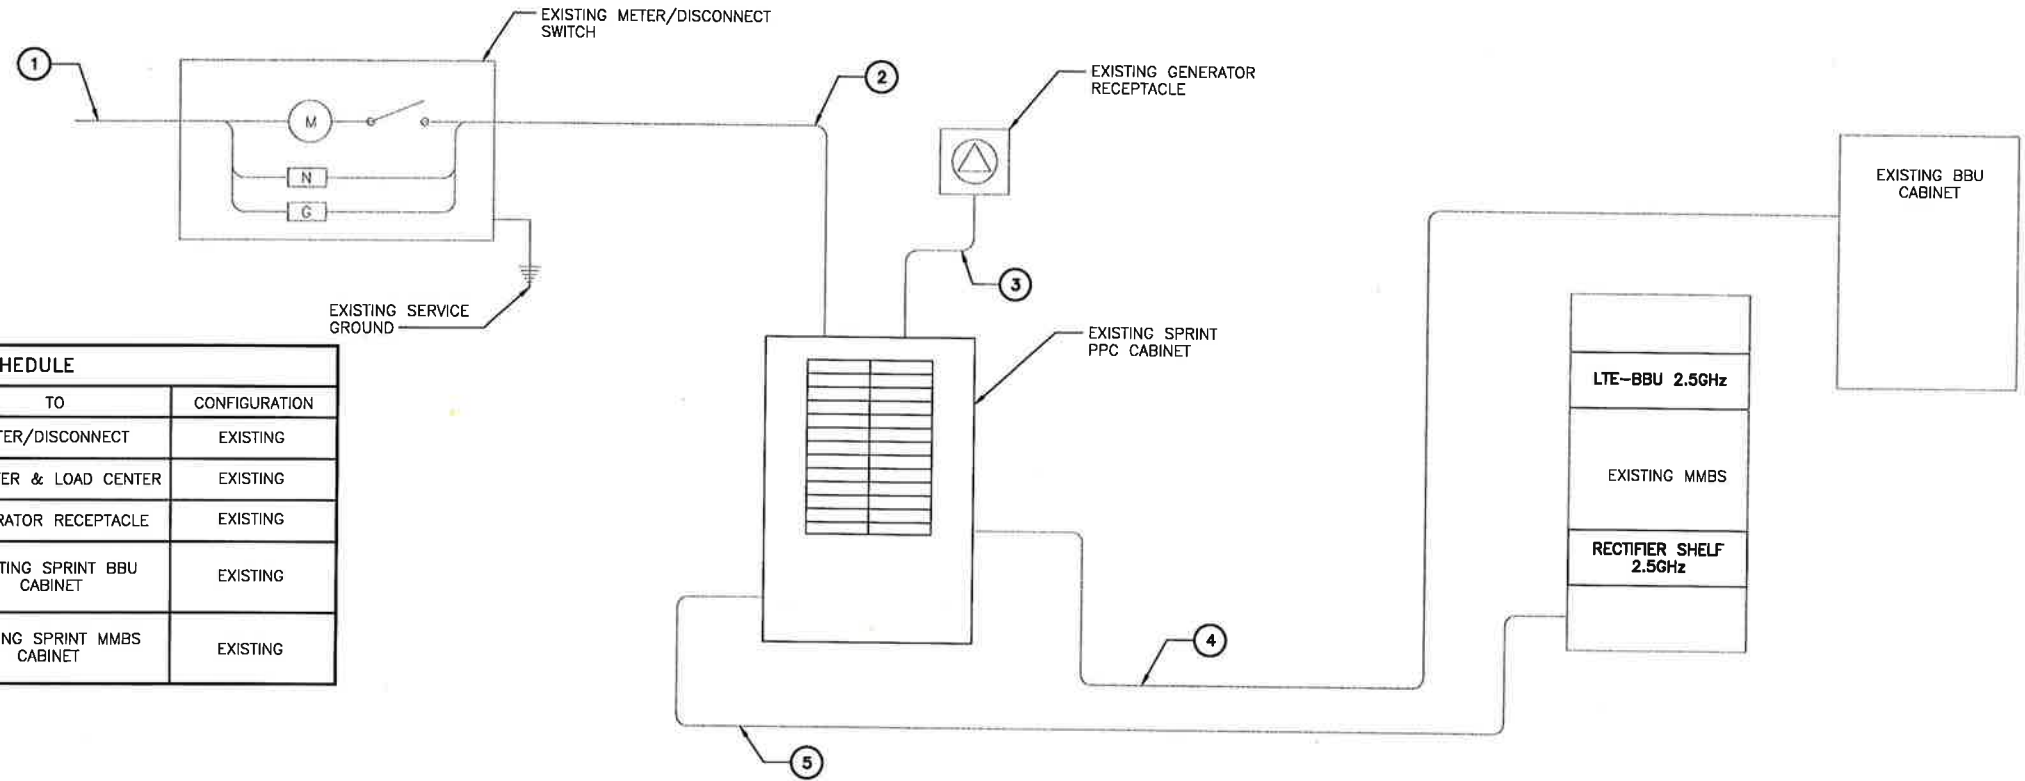 EXISTING METER/DISCONNECT
SWITCH
1
2
EXISTING GENERATOR
RECEPTACLE
M
N
G
EXISTING BBU
CABINET
3
EXISTING SERVICE
GROUND
EXISTING SPRINT
PPC CABINET
HEDULE
TO
CONFIGURATION
TER/DISCONNECT
EXISTING
TER & LOAD CENTER
EXISTING
RATOR RECEPTACLE
EXISTING
TING SPRINT BBU
CABINET
EXISTING
NG SPRINT MMBS
CABINET
EXISTING
LTE-BBU 2.5GHz
EXISTING MMBS
RECTIFIER SHELF
2.5GHz
4
5